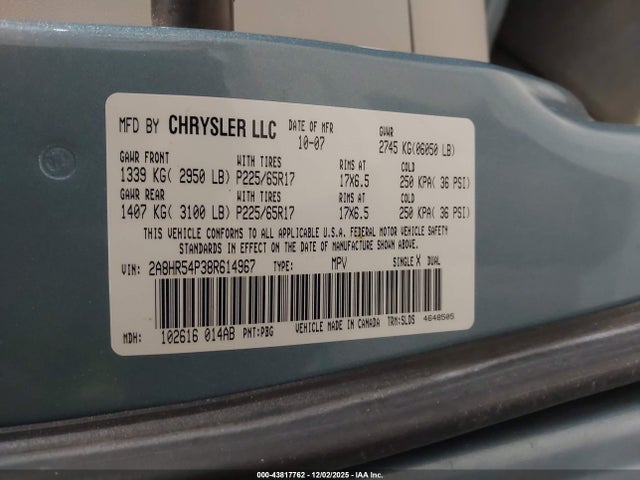 MFD BY CHRYSLER LLC DATE OF MFR GVWR
10-07 2745 KG(06050 LB)
GAWR FRONT WITH TIRES RIMS AT COLD
1339 KG( 2950 LB) P225/65R17 17X6.5 250 KPA( 36 PSI)
GAWR REAR WITH TIRES RIMS AT COLD
1407 KG( 3100 LB) P225/65R17 17X6.5 250 KPA( 36 PSI)
THIS VEHICLE CONFORMS TO ALL APPLICABLE U.S.A. FEDERAL MOTOR VEHICLE SAFETY
STANDARDS IN EFFECT ON THE DATE OF MANUFACTURE SHOWN ABOVE.
VIN: 2A8HR54P38R614967 TYPE: MPV SINGLE X DUAL
MDH: 102616 014AB PNT:PBG VEHICLE MADE IN CANADA TRM:SLDS 4648505
000-43817762 - 12/02/2025 - IAA Inc.